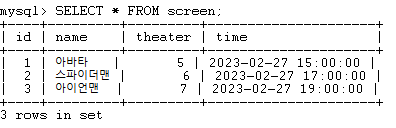 mysql> SELECT * FROM screen;
+----+--------------+---------+---------------------+
| id | name | theater | time |
+----+--------------+---------+---------------------+
| 1 | 아바타 | 5 | 2023-02-27 15:00:00 |
| 2 | 스파이더맨 | 6 | 2023-02-27 17:00:00 |
| 3 | 아이언맨 | 7 | 2023-02-27 19:00:00 |
+----+--------------+---------+---------------------+
3 rows in set